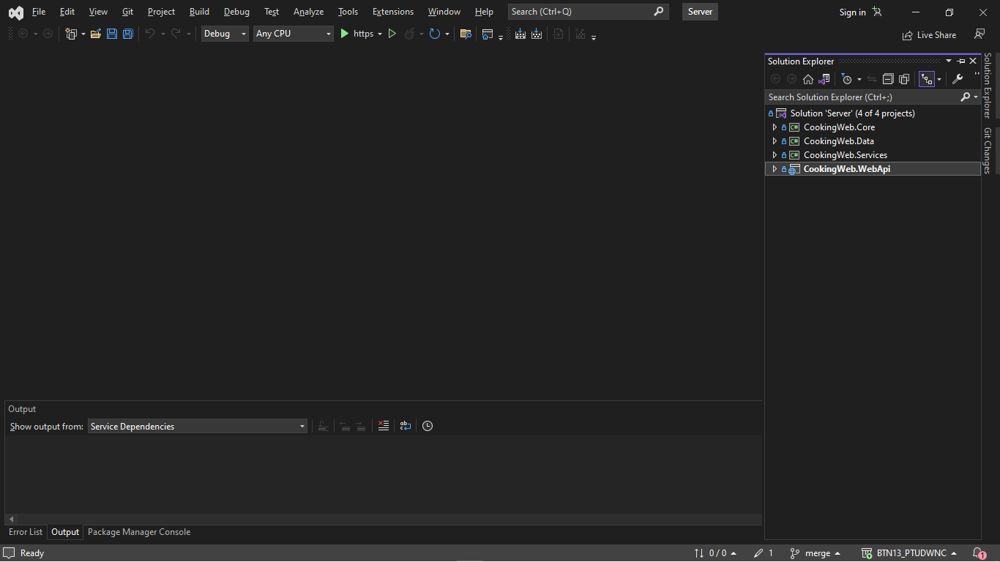 File Edit View Git Project Build Debug Test Analyze Tools Extensions Window Help Search (Ctrl+Q) Server Sign in
Debug Any CPU https Live Share
Solution Explorer
Search Solution Explorer (Ctrl+;)
Solution 'Server' (4 of 4 projects)
C# CookingWeb.Core
C# CookingWeb.Data
C# CookingWeb.Services
CookingWeb.WebApi
Solution Explorer
Git Changes
Output
Show output from: Service Dependencies
Error List Output Package Manager Console
Ready 0 / 0 1 merge BTN13_PTUDWNC 1